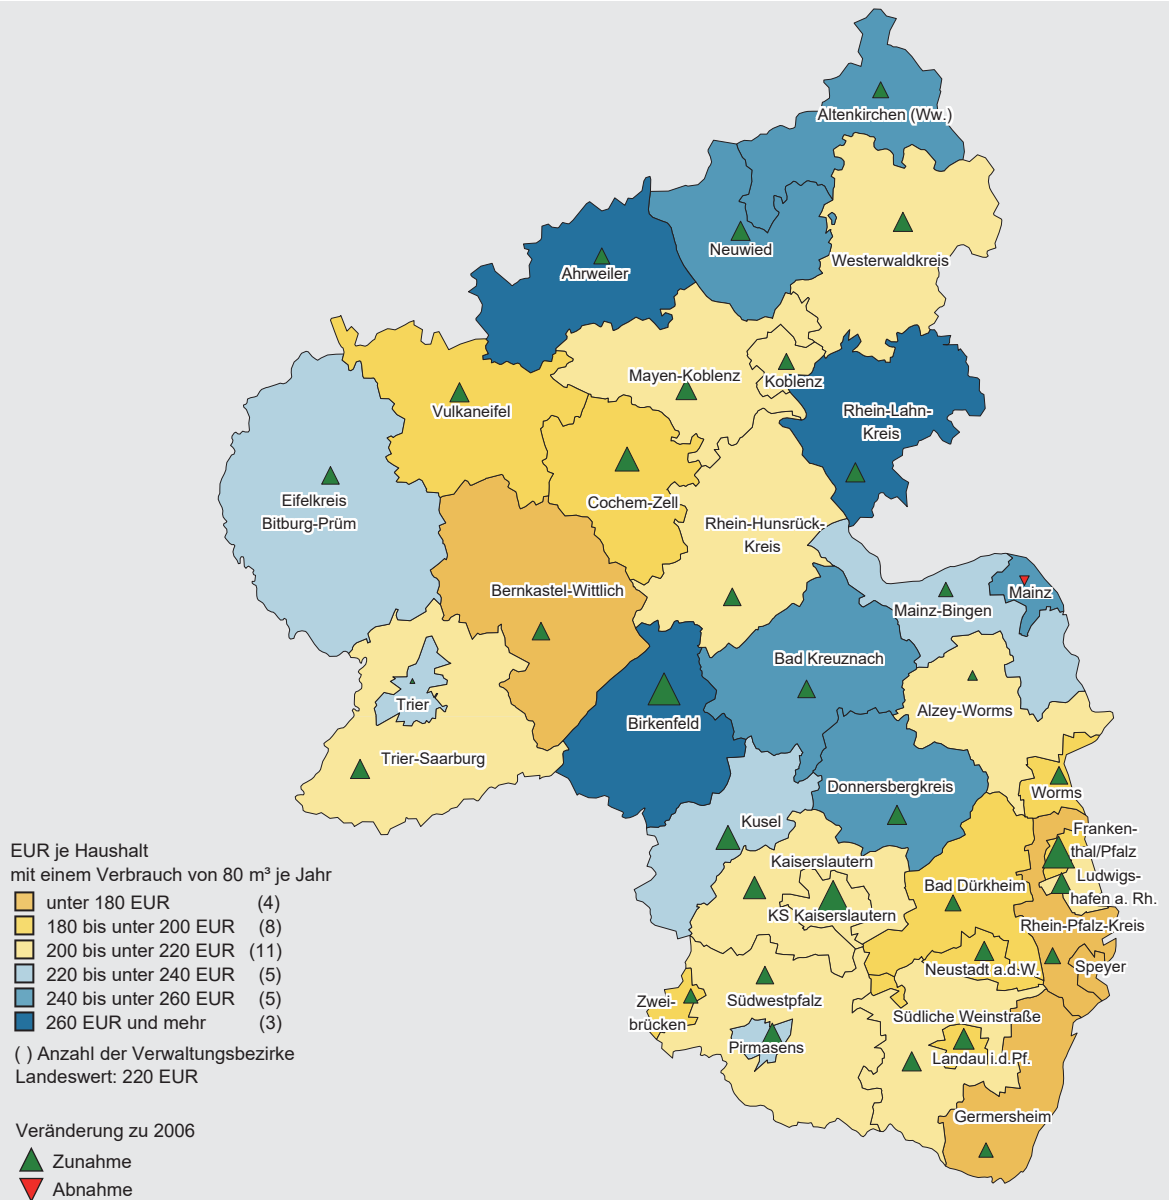 Altenkirchen (Ww.)
Neuwied
Westerwaldkreis
Ahrweiler
Mayen-Koblenz
Koblenz
Vulkaneifel
Rhein-Lahn-
Kreis
Eifelkreis
Bitburg-Prüm
Cochem-Zell
Rhein-Hunsrück-
Kreis
Bernkastel-Wittlich
Mainz-Bingen
Mainz
Bad Kreuznach
Trier
Birkenfeld
Alzey-Worms
Trier-Saarburg
Donnersbergkreis
Worms
Kusel
Franken-
thal/Pfalz
Kaiserslautern
Ludwigs-
hafen a. Rh.
Bad Dürkheim
KS Kaiserslautern
Rhein-Pfalz-Kreis
Neustadt a.d.W.
Speyer
Zwei-
brücken
Südwestpfalz
Südliche Weinstraße
Pirmasens
Landau i.d.Pf.
Germersheim
EUR je Haushalt
mit einem Verbrauch von 80 m³ je Jahr
unter 180 EUR (4)
180 bis unter 200 EUR (8)
200 bis unter 220 EUR (11)
220 bis unter 240 EUR (5)
240 bis unter 260 EUR (5)
260 EUR und mehr (3)
( ) Anzahl der Verwaltungsbezirke
Landeswert: 220 EUR
Veränderung zu 2006
Zunahme
Abnahme